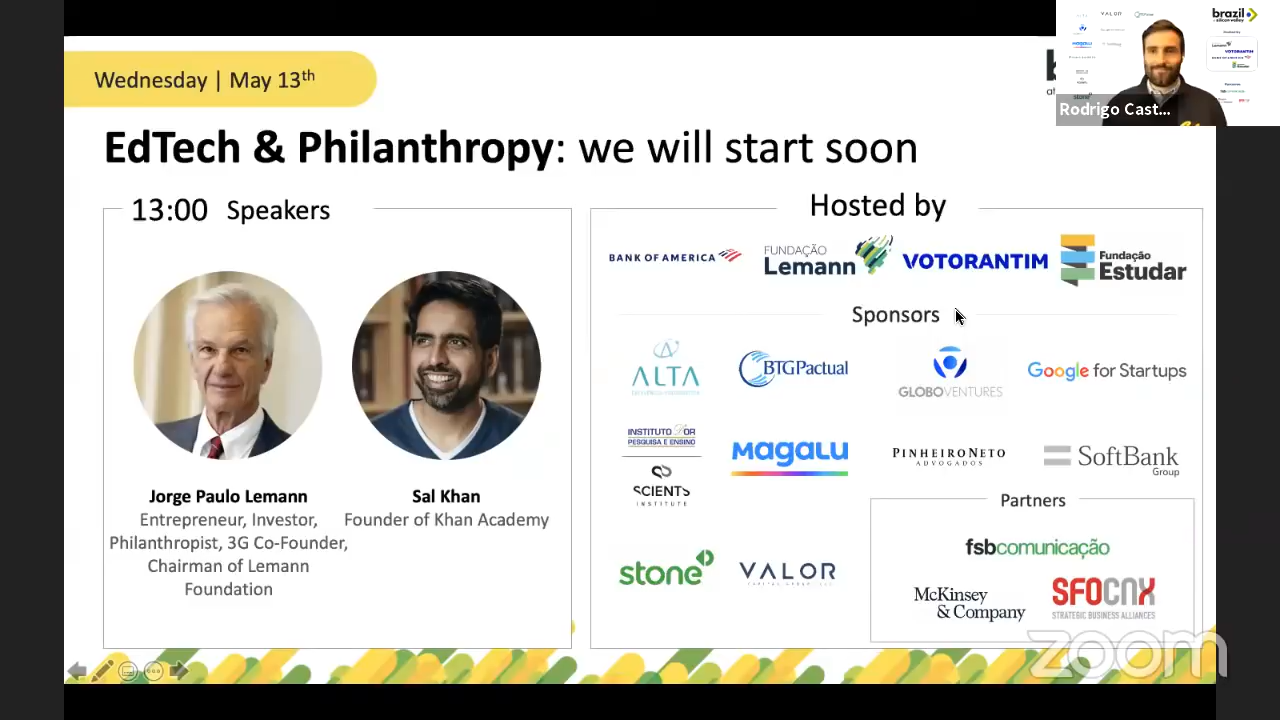 Wednesday | May 13th
EdTech & Philanthropy: we will start soon
brazil
Rodrigo Cast...
13:00 Speakers
Jorge Paulo Lemann
Entrepreneur, Investor,
Philanthropist, 3G Co-Founder,
Chairman of Lemann
Foundation
Sal Khan
Founder of Khan Academy
Hosted by
BANK OF AMERICA
FUNDAÇÃO
Lemann
VOTORANTIM
Fundação
Estudar
Sponsors
ALTA
BTGPactual
GLOBOVENTURES
Google for Startups
INSTITUTO D'OR
PESQUISA E ENSINO
SCIENTS
INSTITUTE
MAGALU
PINHEIRONETO
ADVOGADOS
SoftBank
Group
stone
VALOR
Partners
fsbcomunicação
McKinsey
& Company
SFOCNX
STRATEGIC BUSINESS ALLIANCES
zoom